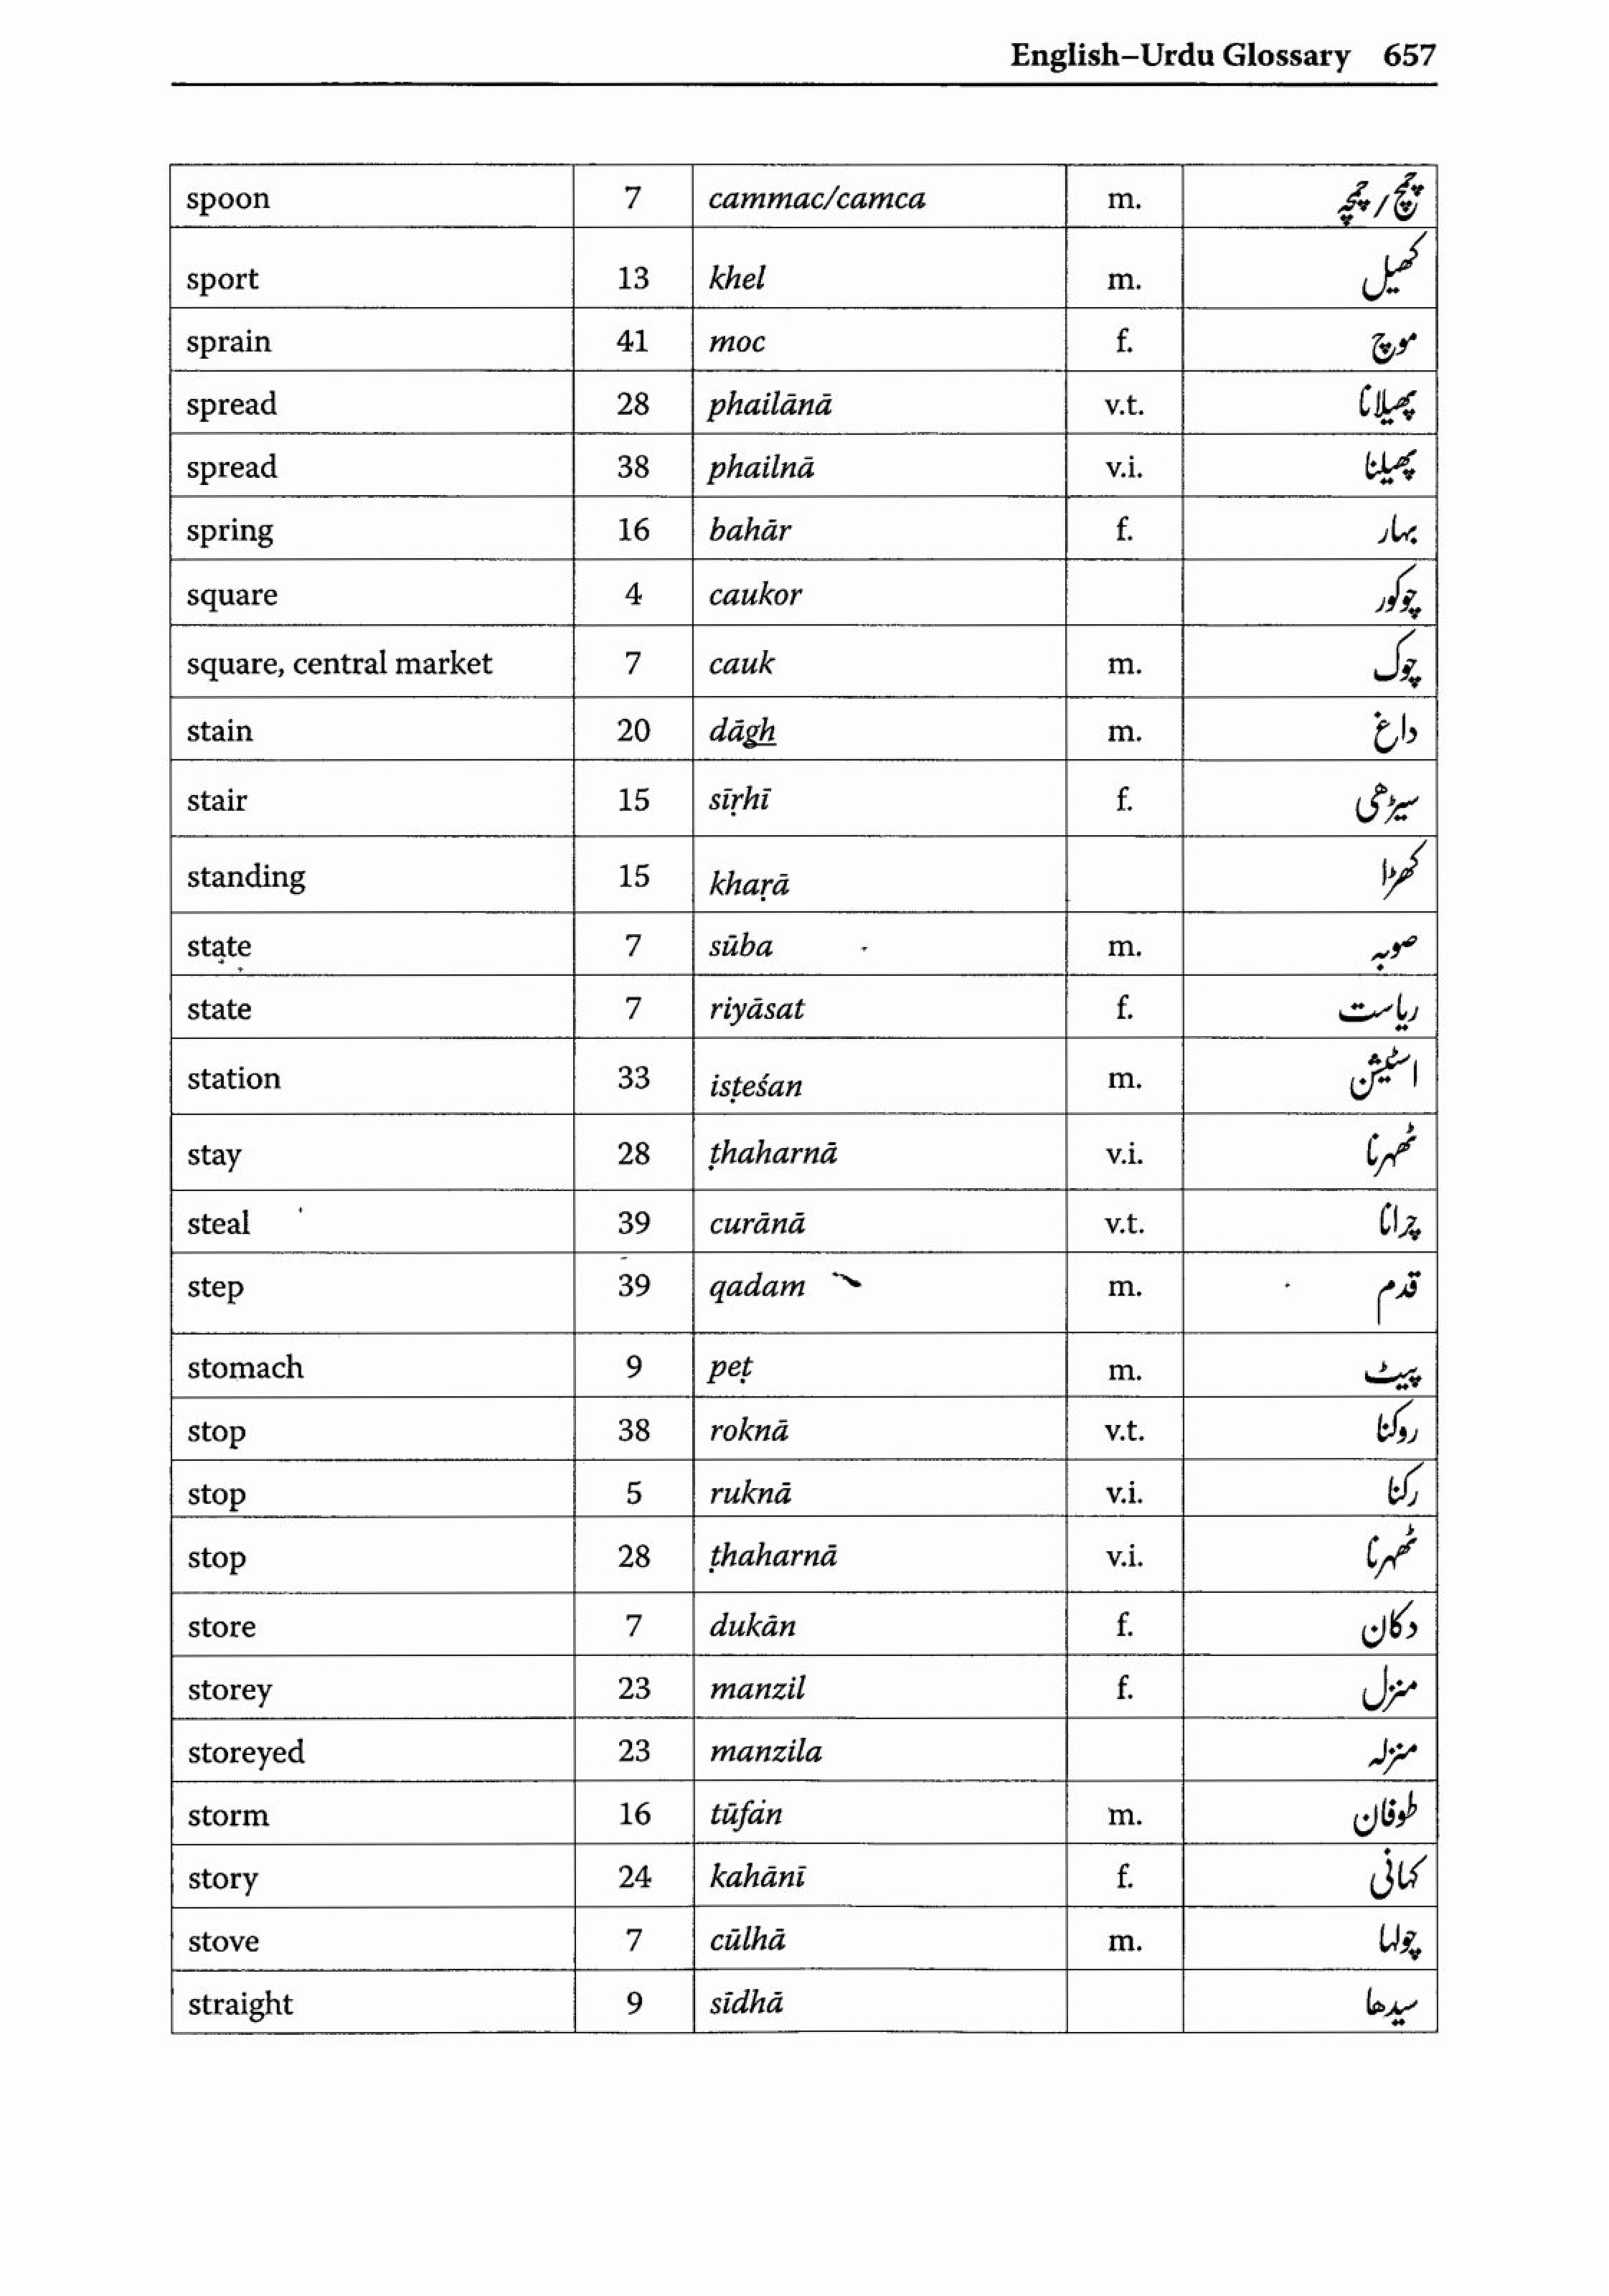 English–Urdu Glossary 657
spoon 7 cammac/camca m. چمچ / چمچہ
sport 13 khel m. کھیل
sprain 41 moc f. موچ
spread 28 phailānā v.t. پھیلانا
spread 38 phailnā v.i. پھیلنا
spring 16 bahār f. بہار
square 4 caukor چوکور
square, central market 7 cauk m. چوک
stain 20 dāgh m. داغ
stair 15 sīṛhī f. سیڑھی
standing 15 khaṛā کھڑا
state 7 sūba m. صوبہ
state 7 riyāsat f. ریاست
station 33 isṭeśan m. اسٹیشن
stay 28 ṭhaharnā v.i. ٹھہرنا
steal 39 curānā v.t. چرانا
step 39 qadam m. قدم
stomach 9 peṭ m. پیٹ
stop 38 roknā v.t. روکنا
stop 5 ruknā v.i. رکنا
stop 28 ṭhaharnā v.i. ٹھہرنا
store 7 dukān f. دکان
storey 23 manzil f. منزل
storeyed 23 manzila منزلہ
storm 16 tūfān m. طوفان
story 24 kahānī f. کہانی
stove 7 cūlhā m. چولہا
straight 9 sīdhā سیدھا